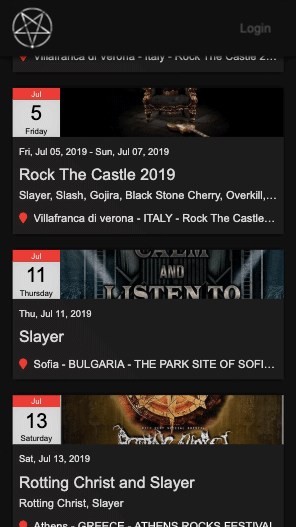 Login
Villafranca di verona - Italy - Rock The Castle 2...
Jul
5
Friday
Fri, Jul 05, 2019 - Sun, Jul 07, 2019
Rock The Castle 2019
Slayer, Slash, Gojira, Black Stone Cherry, Overkill,...
Villafranca di verona - ITALY - Rock The Castle...
Jul
11
Thursday
CALM
AND
LISTEN TO
Thu, Jul 11, 2019
Slayer
Sofia - BULGARIA - THE PARK SITE OF SOFI...
Jul
13
Saturday
Sat, Jul 13, 2019
Rotting Christ and Slayer
Rotting Christ, Slayer
Athens - GREECE - ATHENS ROCKS FESTIVAL